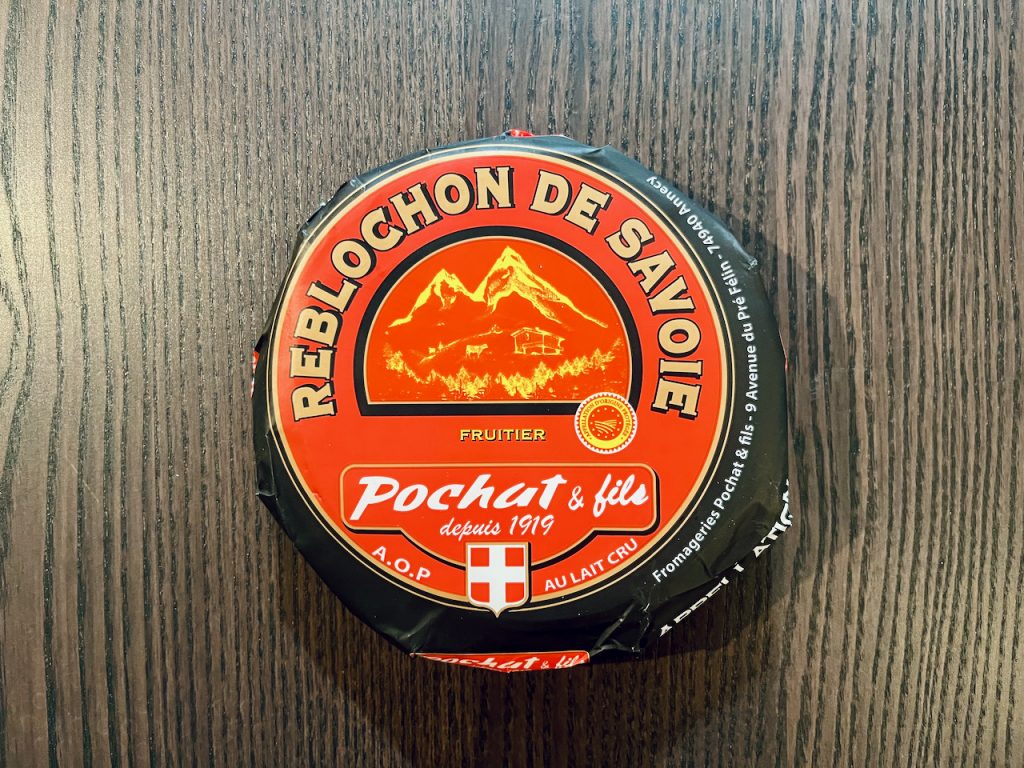 REBLOCHON DE SAVOIE
FRUITIER
Pochat & fils
depuis 1919
A.O.P
AU LAIT CRU
Fromageries Pochat & fils - 9 Avenue du Pré Félin - 74940 Annecy
Pochat & fils